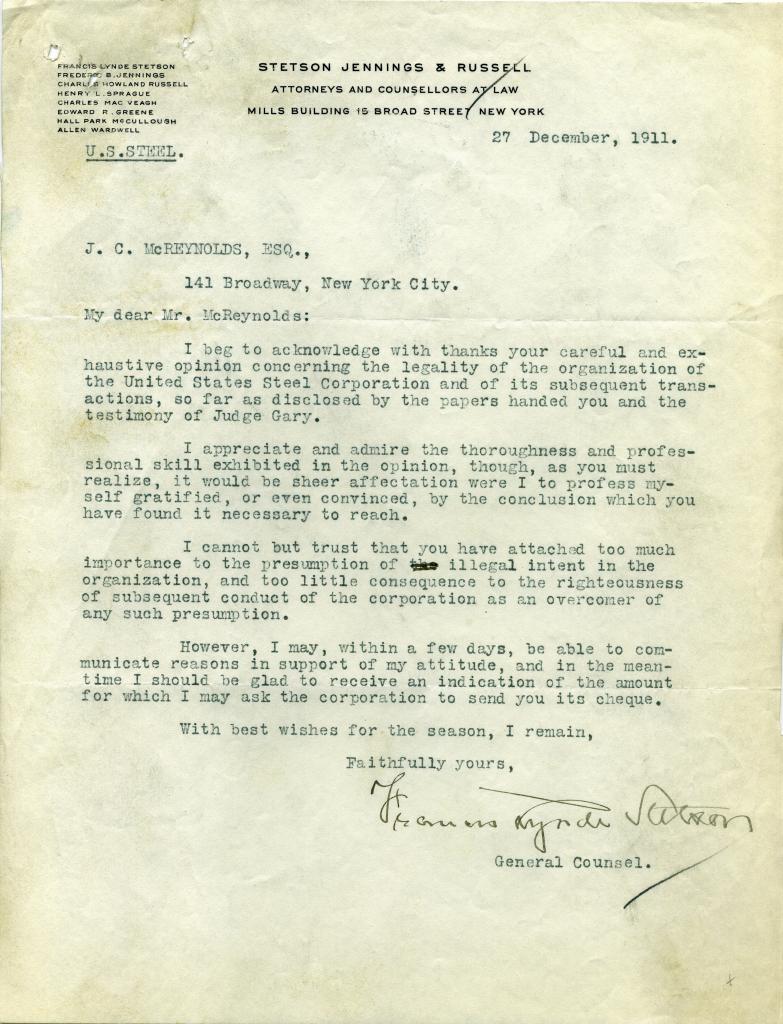 FRANCIS LYNDE STETSON
FREDERIC B. JENNINGS
CHARLES HOWLAND RUSSELL
HENRY L. SPRAGUE
CHARLES MAC VEAGH
EDWARD R. GREENE
HALL PARK McCULLOUGH
ALLEN WARDWELL
STETSON JENNINGS & RUSSELL
ATTORNEYS AND COUNSELLORS AT LAW
MILLS BUILDING 15 BROAD STREET NEW YORK
27 December, 1911.
U.S.STEEL.
J. C. McREYNOLDS, ESQ.,
141 Broadway, New York City.
My dear Mr. McReynolds:
I beg to acknowledge with thanks your careful and ex-
haustive opinion concerning the legality of the organization of
the United States Steel Corporation and of its subsequent trans-
actions, so far as disclosed by the papers handed you and the
testimony of Judge Gary.
I appreciate and admire the thoroughness and profes-
sional skill exhibited in the opinion, though, as you must
realize, it would be sheer affectation were I to profess my-
self gratified, or even convinced, by the conclusion which you
have found it necessary to reach.
I cannot but trust that you have attached too much
importance to the presumption of the illegal intent in the
organization, and too little consequence to the righteousness
of subsequent conduct of the corporation as an overcomer of
any such presumption.
However, I may, within a few days, be able to com-
municate reasons in support of my attitude, and in the mean-
time I should be glad to receive an indication of the amount
for which I may ask the corporation to send you its cheque.
With best wishes for the season, I remain,
Faithfully yours,
Francis Lynde Stetson
General Counsel.